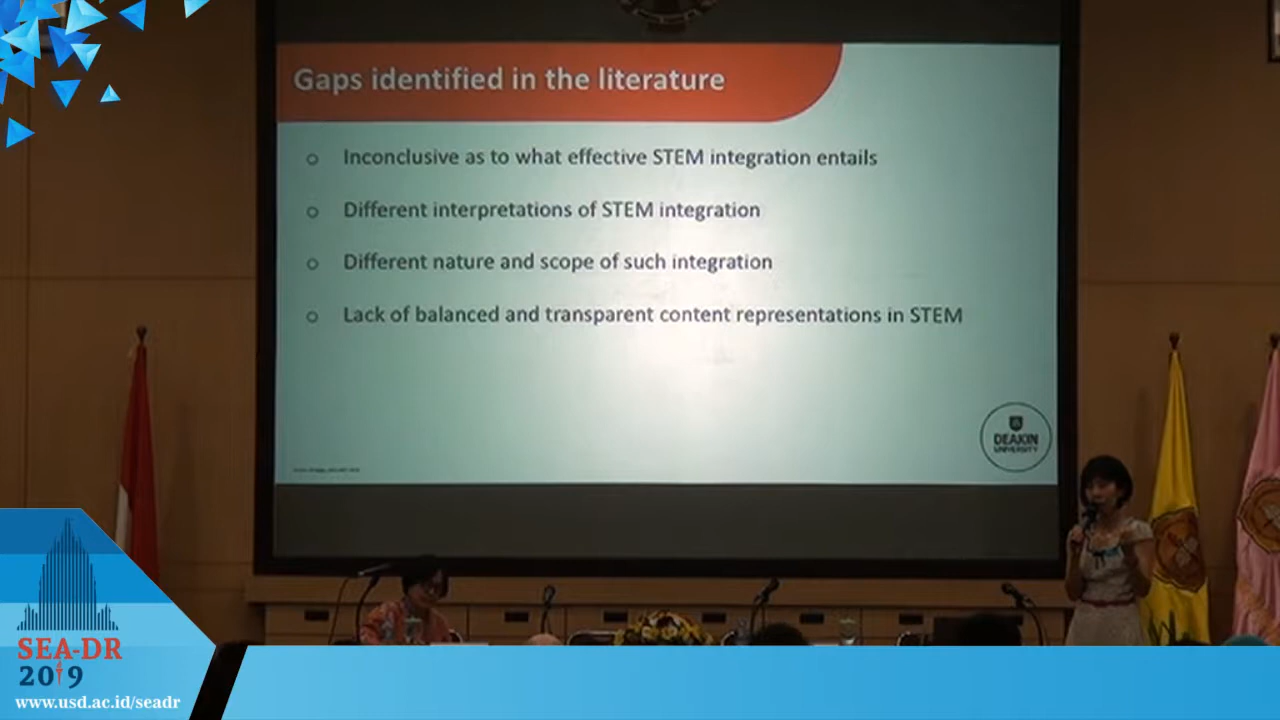 Gaps identified in the literature
Inconclusive as to what effective STEM integration entails
Different interpretations of STEM integration
Different nature and scope of such integration
Lack of balanced and transparent content representations in STEM
DEAKIN
UNIVERSITY
SEA-DR
2019
www.usd.ac.id/seadr